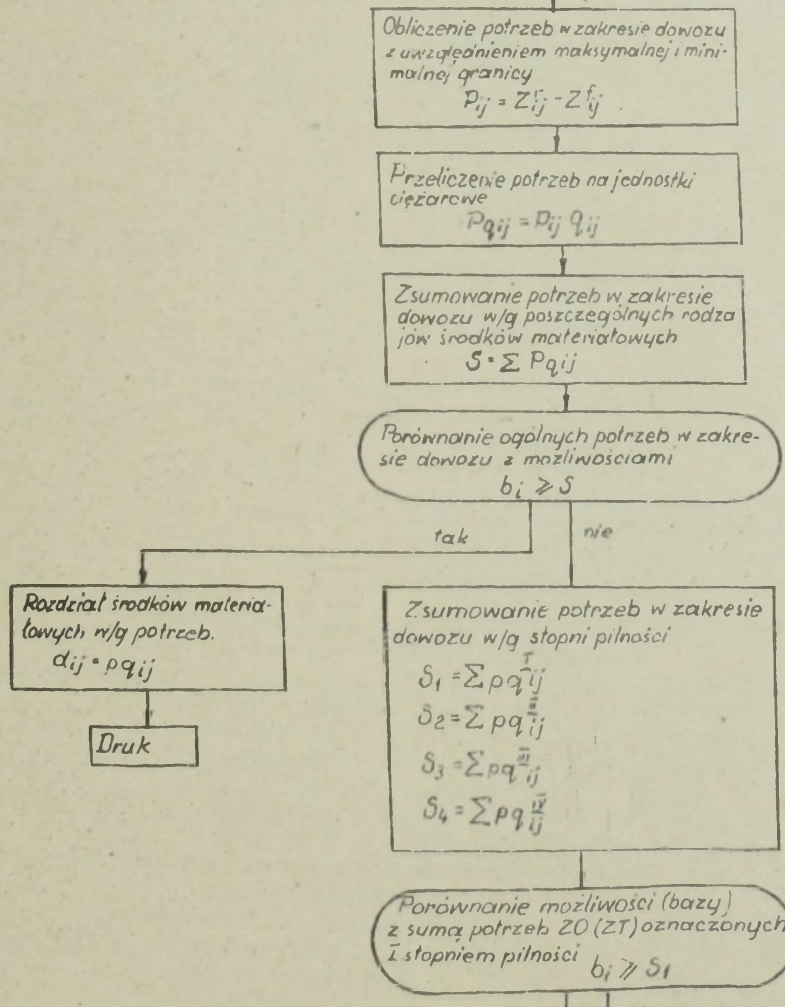 Obliczenie potrzeb w zakresie dowozu
z uwzględnieniem maksymalnej i mini-
malnej granicy
Pij = Zʳij - Zᶠij
Przeliczenie potrzeb na jednostki
ciężarowe
Pqij = Pij qij
Zsumowanie potrzeb w zakresie
dowozu w/g poszczególnych rodza
jów środków materiałowych
S = Σ Pqij
Porównanie ogólnych potrzeb w zakre-
sie dowozu z możliwościami
bi ⩾ S
tak
nie
Rozdział środków materia-
łowych w/g potrzeb.
dij = pqij
Druk
Zsumowanie potrzeb w zakresie
dowozu w/g stopni pilności
S1 = Σ pq I ij
S2 = Σ pq II ij
S3 = Σ pq III ij
S4 = Σ pq IV ij
Porównanie możliwości (bazy)
z sumą potrzeb ZO (ZT) oznaczonych
I stopniem pilności bi ⩾ S1